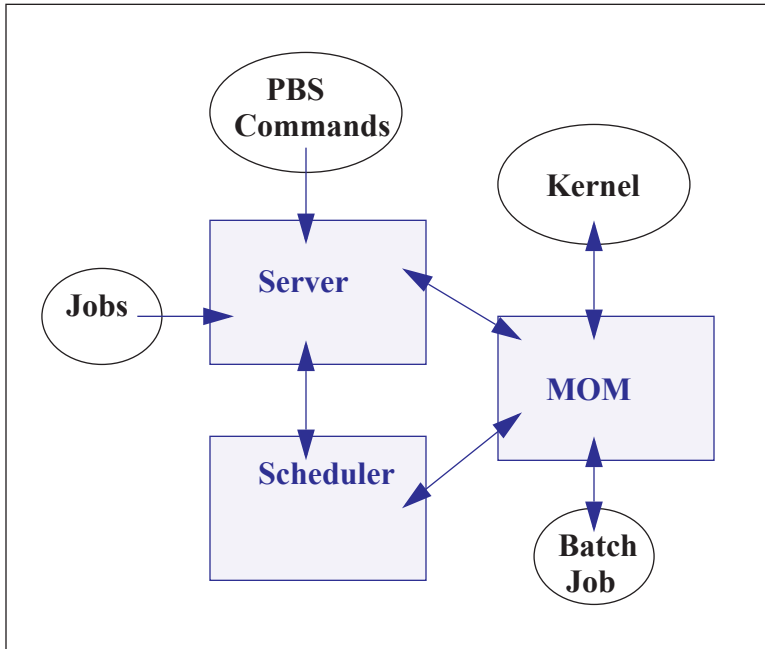 PBS
Commands
Kernel
Server
Jobs
MOM
Scheduler
Batch
Job